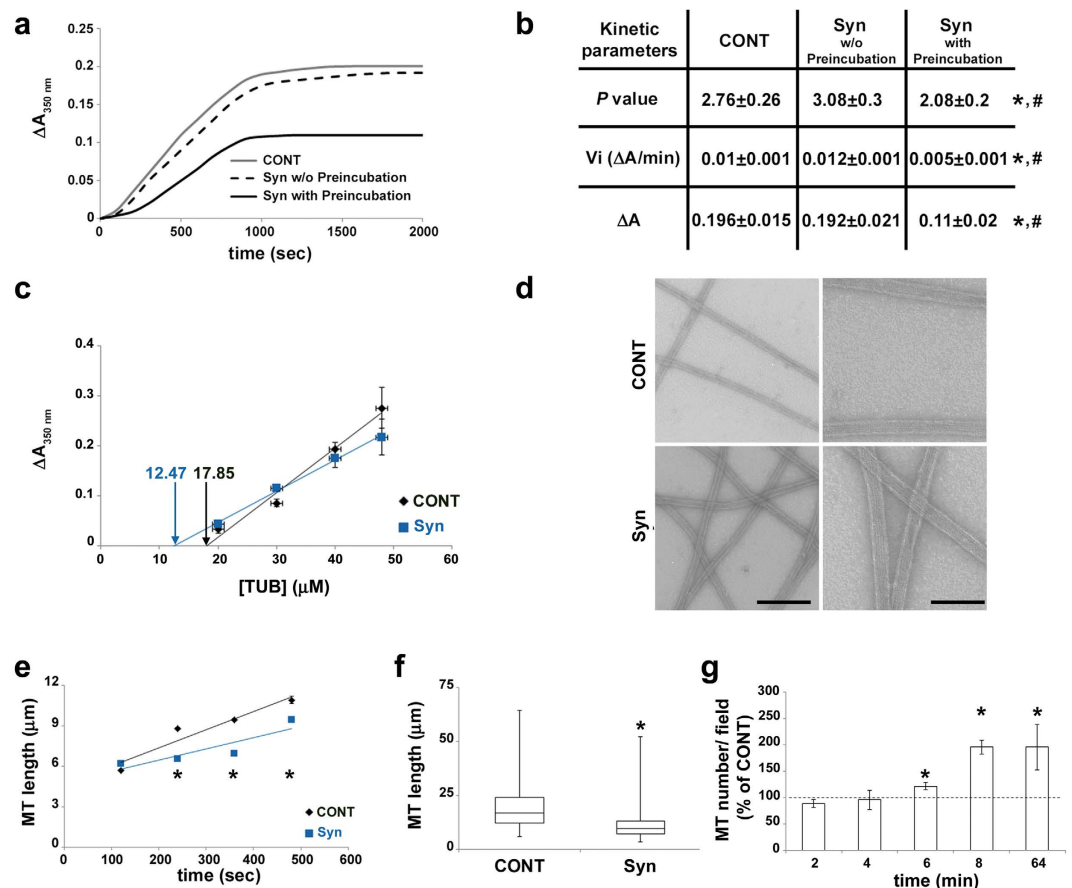 a
ΔA350 nm
0.2
0.15
0.1
0.05
0
CONT
Syn w/o Preincubation
Syn with Preincubation
0 500 1000 1500 2000
time (sec)
b
Kinetic parameters CONT Syn w/o Preincubation Syn with Preincubation
P value 2.76±0.26 3.08±0.3 2.08±0.2 *,#
Vi (ΔA/min) 0.01±0.001 0.012±0.001 0.005±0.001 *,#
ΔA 0.196±0.015 0.192±0.021 0.11±0.02 *,#
c
ΔA350 nm
0.4
0.3
0.2
0.1
0
12.47 17.85
CONT
Syn
0 10 20 30 40 50 60
[TUB] (μM)
d
CONT
Syn
e
MT length (μm)
12
9
6
3
0
* * *
CONT
Syn
0 100 200 300 400 500 600
time (sec)
f
MT length (μm)
75
50
25
0
*
CONT Syn
g
MT number/ field
(% of CONT)
300
250
200
150
100
50
0
* * *
2 4 6 8 64
time (min)